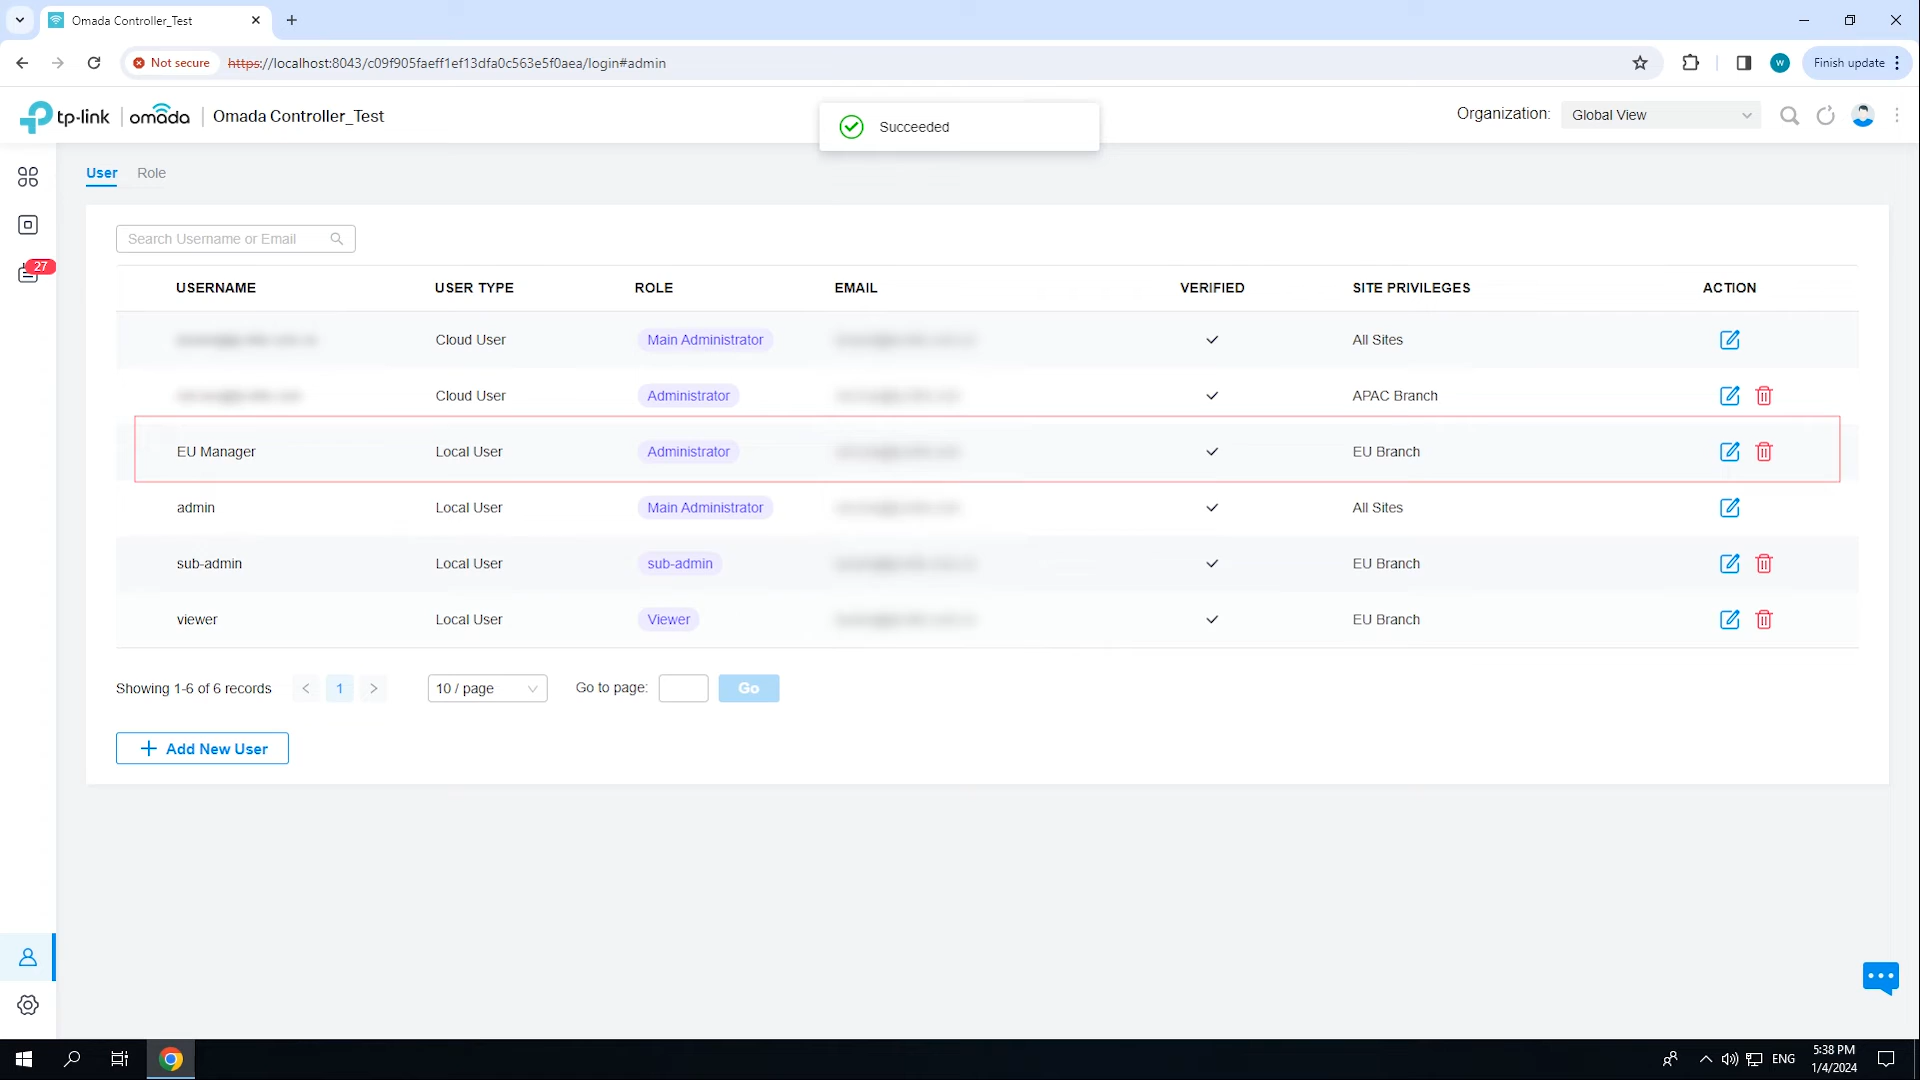 Omada Controller_Test
Not secure
https://localhost:8043/c09f905faeff1ef13dfa0c563e5f0aea/login#admin
W
Finish update
tp-link
omada
Omada Controller_Test
Succeeded
Organization:
Global View
User
Role
27
Search Username or Email
USERNAME USER TYPE ROLE EMAIL VERIFIED SITE PRIVILEGES ACTION
Cloud User Main Administrator All Sites
Cloud User Administrator APAC Branch
EU Manager Local User Administrator EU Branch
admin Local User Main Administrator All Sites
sub-admin Local User sub-admin EU Branch
viewer Local User Viewer EU Branch
Showing 1-6 of 6 records < 1 > 10 / page Go to page: Go
+ Add New User
ENG
5:38 PM
1/4/2024